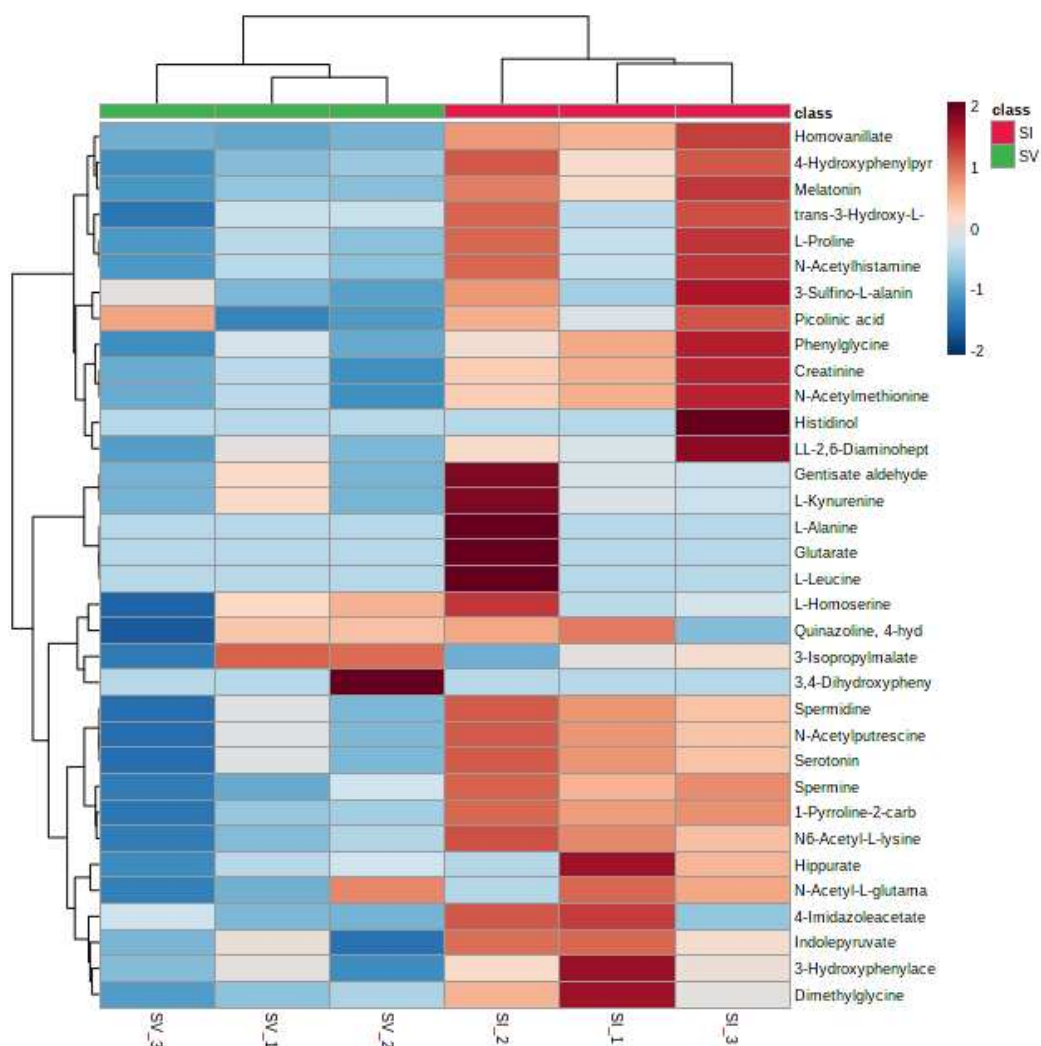 class
2
1
0
-1
-2
class
SI
SV
Homovanillate
4-Hydroxyphenylpyr
Melatonin
trans-3-Hydroxy-L-
L-Proline
N-Acetylhistamine
3-Sulfino-L-alanin
Picolinic acid
Phenylglycine
Creatinine
N-Acetylmethionine
Histidinol
LL-2,6-Diaminohept
Gentisate aldehyde
L-Kynurenine
L-Alanine
Glutarate
L-Leucine
L-Homoserine
Quinazoline, 4-hyd
3-Isopropylmalate
3,4-Dihydroxypheny
Spermidine
N-Acetylputrescine
Serotonin
Spermine
1-Pyrroline-2-carb
N6-Acetyl-L-lysine
Hippurate
N-Acetyl-L-glutama
4-Imidazoleacetate
Indolepyruvate
3-Hydroxyphenylace
Dimethylglycine
SV_3
SV_1
SV_2
SI_2
SI_1
SI_3